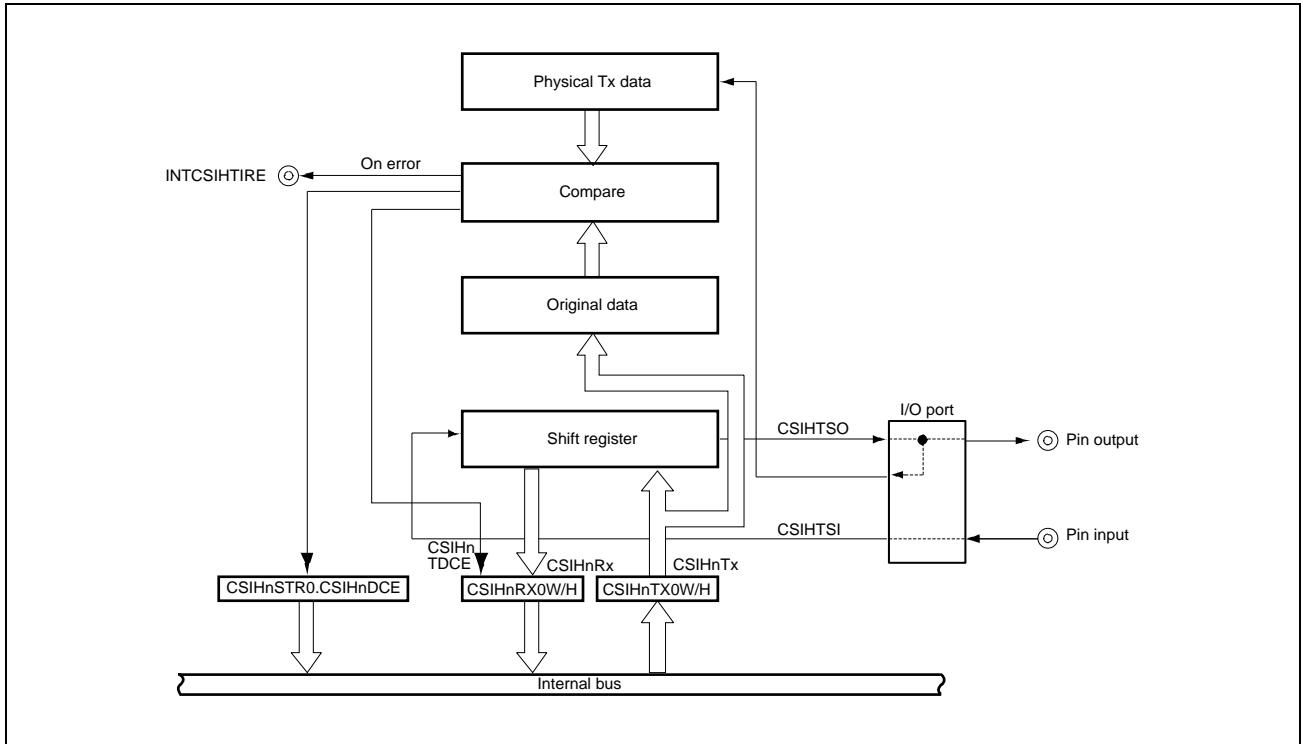 Physical Tx data
On error
INTCSIHTIRE
Compare
Original data
I/O port
Shift register
CSIHTSO
Pin output
CSIHTSI
Pin input
CSIHn
TDCE
CSIHnRx
CSIHnTx
CSIHnSTR0.CSIHnDCE
CSIHnRX0W/H
CSIHnTX0W/H
Internal bus